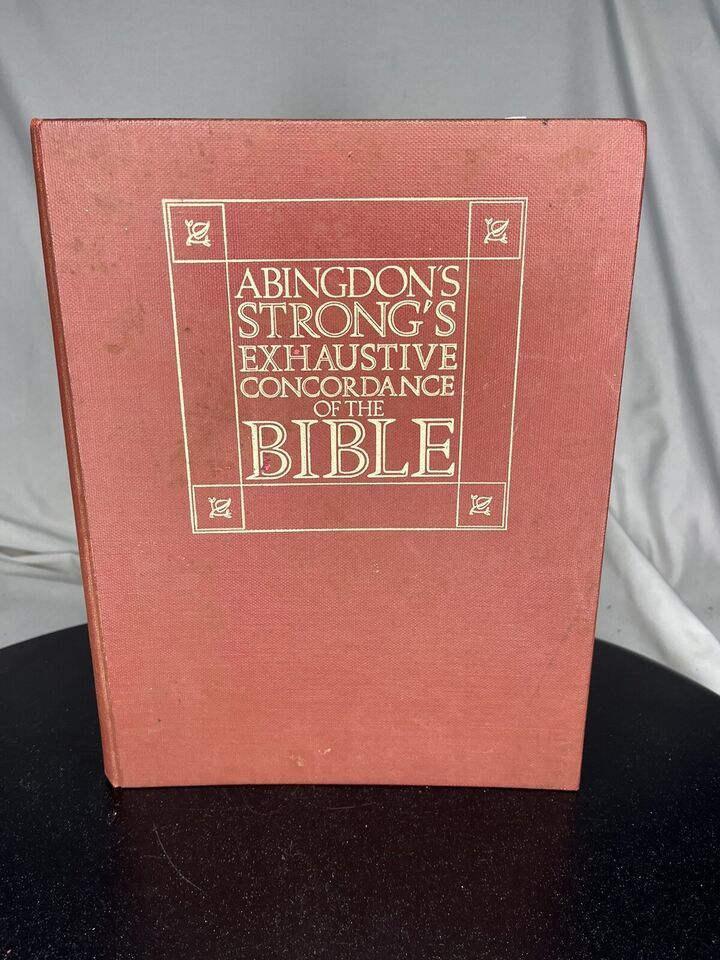 ABINGDON'S
STRONG'S
EXHAUSTIVE
CONCORDANCE
OF THE
BIBLE